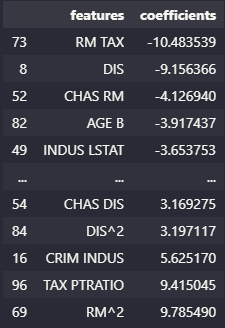 features coefficients
73 RM TAX -10.483539
8 DIS -9.156366
52 CHAS RM -4.126940
82 AGE B -3.917437
49 INDUS LSTAT -3.653753
... ... ...
54 CHAS DIS 3.169275
84 DIS^2 3.197117
16 CRIM INDUS 5.625170
96 TAX PTRATIO 9.415045
69 RM^2 9.785490